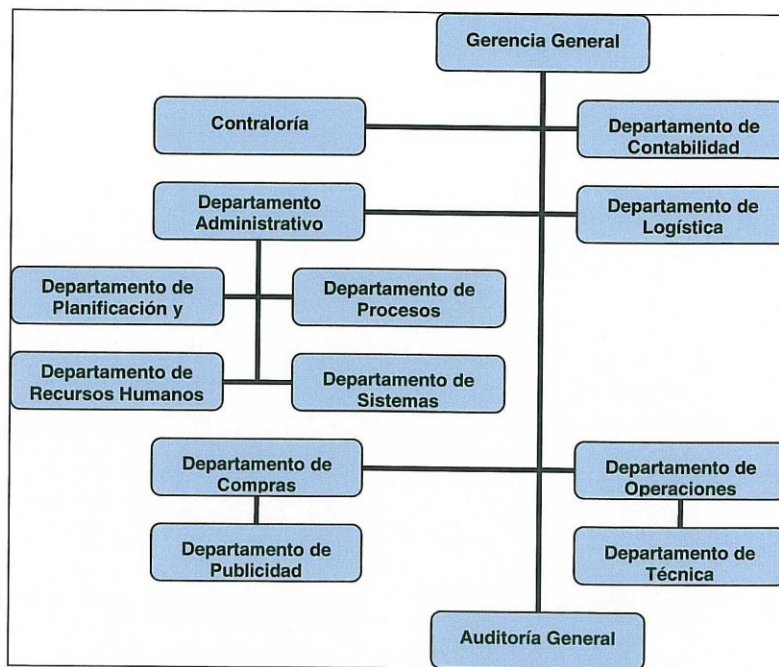 Gerencia General
Contraloría
Departamento de
Contabilidad
Departamento
Administrativo
Departamento de
Logística
Departamento de
Planificación y
Departamento de
Procesos
Departamento de
Recursos Humanos
Departamento de
Sistemas
Departamento de
Compras
Departamento de
Operaciones
Departamento de
Publicidad
Departamento de
Técnica
Auditoría General